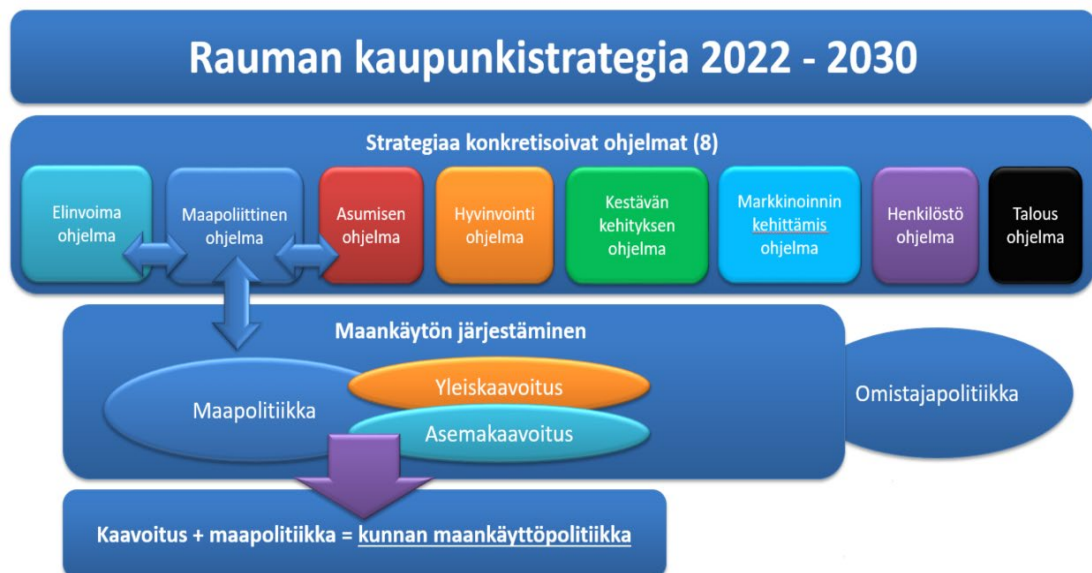 Rauman kaupunkistrategia 2022 - 2030
Strategiaa konkretisoivat ohjelmat (8)
Elinvoima
ohjelma
Maapoliittinen
ohjelma
Asumisen
ohjelma
Hyvinvointi
ohjelma
Kestävän
kehityksen
ohjelma
Markkinoinnin
kehittämis
ohjelma
Henkilöstö
ohjelma
Talous
ohjelma
Maankäytön järjestäminen
Maapolitiikka
Yleiskaavoitus
Asemakaavoitus
Omistajapolitiikka
Kaavoitus + maapolitiikka = kunnan maankäyttöpolitiikka